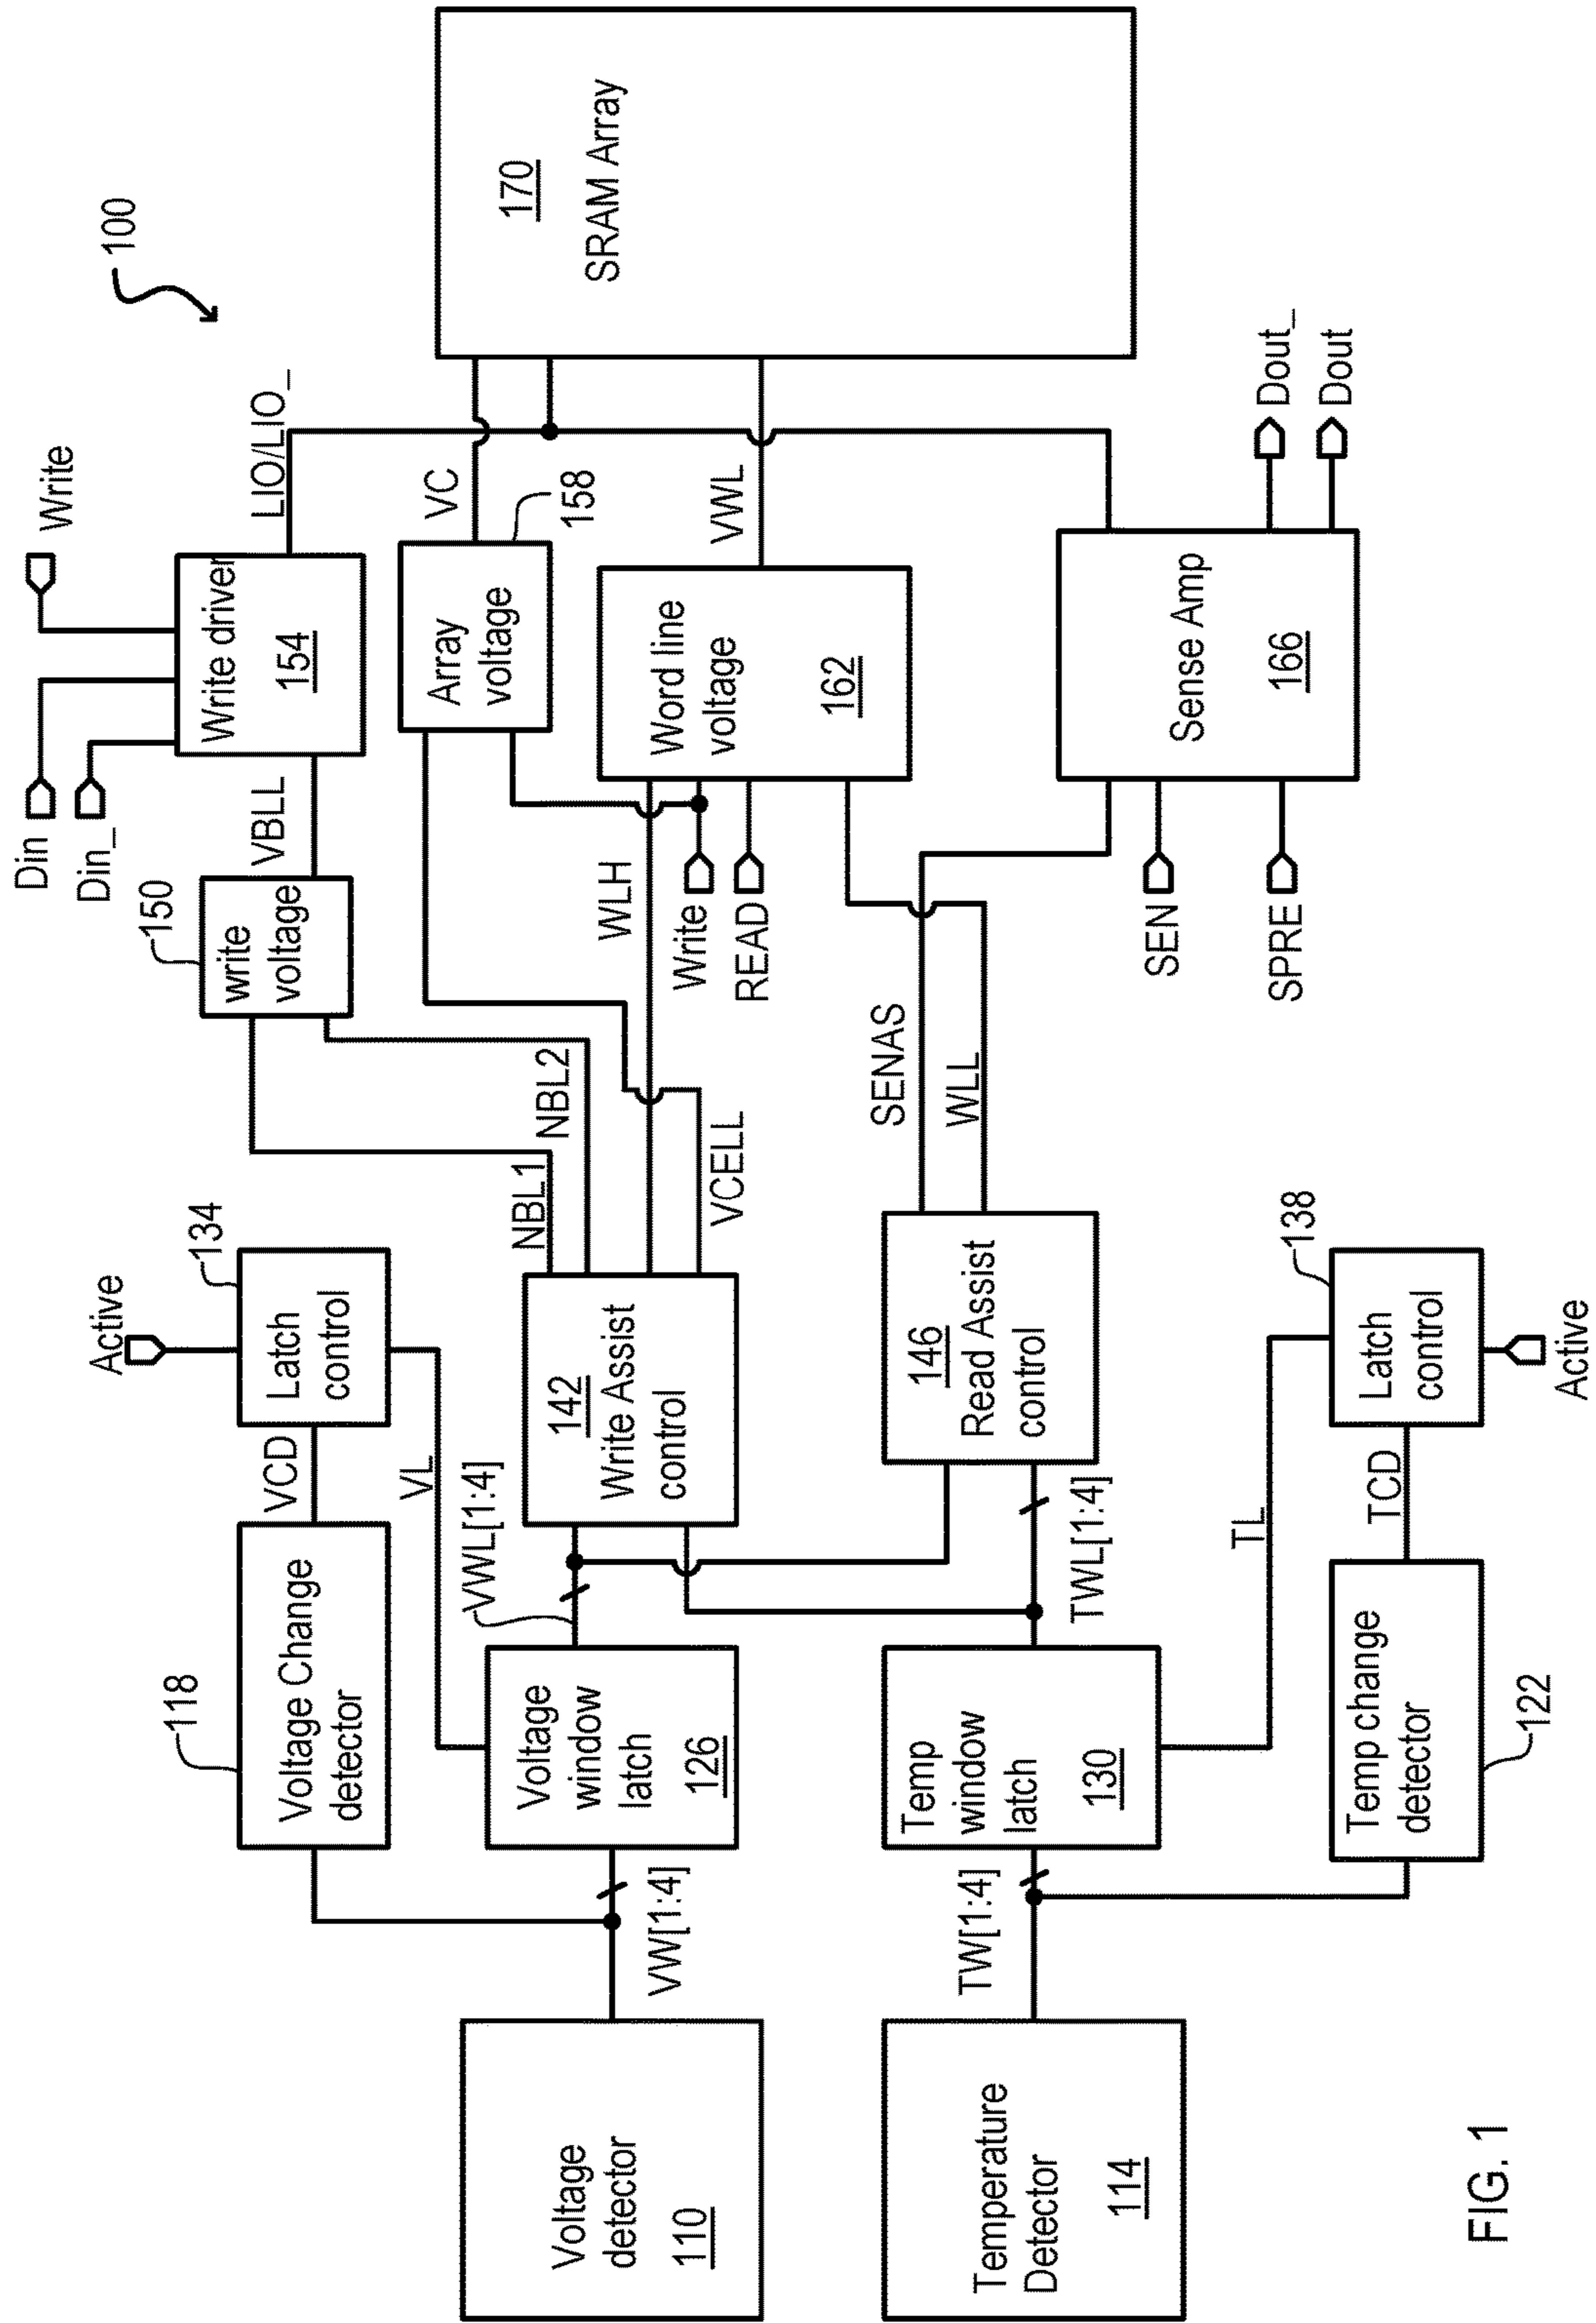 100
Write
Din
Din_
Write driver
154
LIO/LIO_
VBLL
150
write
voltage
VC
Array
voltage
158
170
SRAM Array
Active
134
Latch
control
VCD
118
Voltage Change
detector
VL
NBL1
NBL2
WLH
VCELL
Write
READ
Word line
voltage
162
VWL
VWL[1:4]
142
Write Assist
control
Voltage
window
latch
126
VW[1:4]
Voltage
detector
110
SENAS
WLL
146
Read Assist
control
SEN
SPRE
Sense Amp
166
Dout_
Dout
TWL[1:4]
Temp
window
latch
130
TW[1:4]
Temperature
Detector
114
TL
TCD
138
Latch
control
Active
Temp change
detector
122
FIG. 1